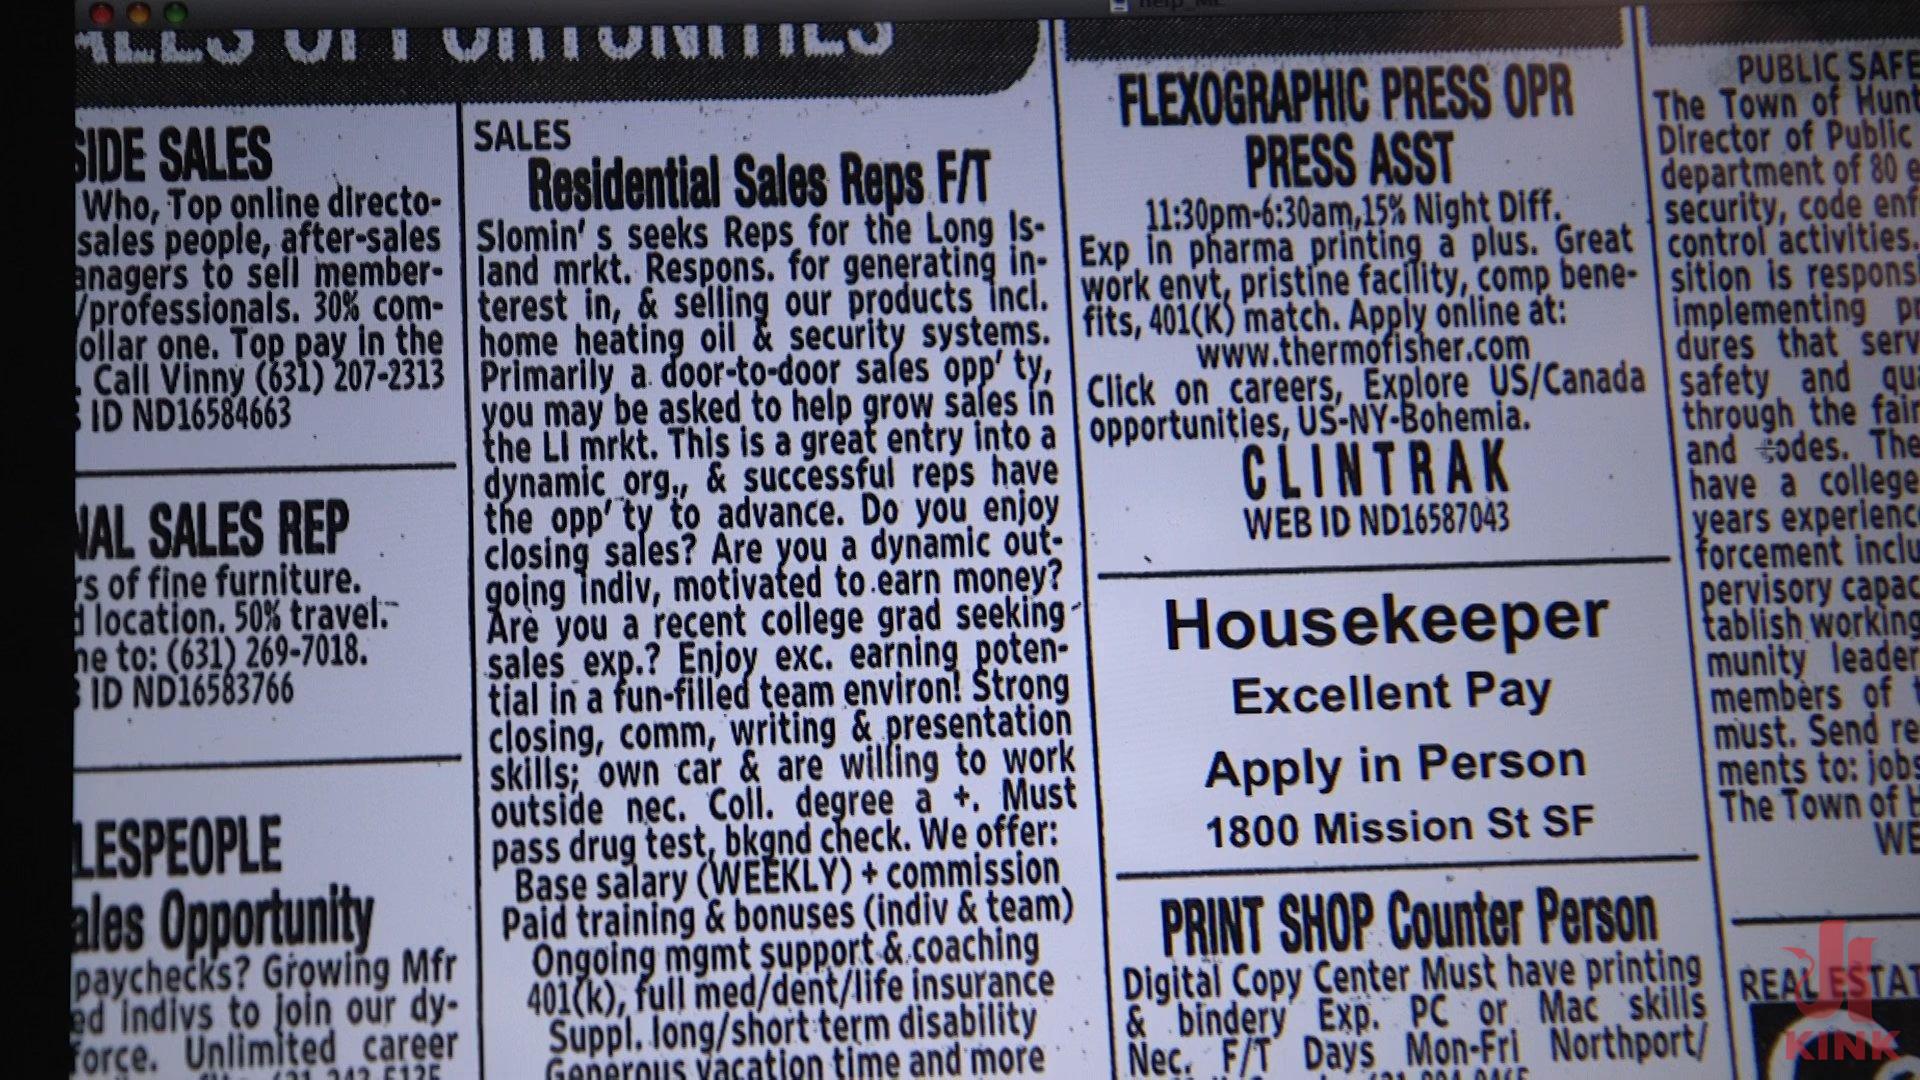 ALES OPPORTUNITIES
SIDE SALES
Who, Top online directo-
sales people, after-sales
anagers to sell member-
/professionals. 30% com-
ollar one. Top pay in the
. Call Vinny (631) 207-2313
ID ND16584663
NAL SALES REP
rs of fine furniture.
d location. 50% travel.
ne to: (631) 269-7018.
ID ND16583766
LESPEOPLE
ales Opportunity
paychecks? Growing Mfr
ed indivs to join our dy-
force. Unlimited career
SALES
Residential Sales Reps F/T
Slomin's seeks Reps for the Long Is-
land mrkt. Respons. for generating in-
terest in, & selling our products incl.
home heating oil & security systems.
Primarily a door-to-door sales opp'ty,
you may be asked to help grow sales in
the LI mrkt. This is a great entry into a
dynamic org., & successful reps have
the opp'ty to advance. Do you enjoy
closing sales? Are you a dynamic out-
going indiv, motivated to earn money?
Are you a recent college grad seeking
sales exp.? Enjoy exc. earning poten-
tial in a fun-filled team environ! Strong
closing, comm, writing & presentation
skills; own car & are willing to work
outside nec. Coll. degree a +. Must
pass drug test, bkgnd check. We offer:
Base salary (WEEKLY) + commission
Paid training & bonuses (indiv & team)
Ongoing mgmt support & coaching
401(k), full med/dent/life insurance
Suppl. long/short term disability
Generous vacation time and more
FLEXOGRAPHIC PRESS OPR
PRESS ASST
11:30pm-6:30am,15% Night Diff.
Exp in pharma printing a plus. Great
work envt, pristine facility, comp bene-
fits, 401(K) match. Apply online at:
www.thermofisher.com
Click on careers, Explore US/Canada
opportunities, US-NY-Bohemia.
CLINTRAK
WEB ID ND16587043
Housekeeper
Excellent Pay
Apply in Person
1800 Mission St SF
PRINT SHOP Counter Person
Digital Copy Center Must have printing
& bindery Exp. PC or Mac skills
Nec. F/T Days Mon-Fri Northport/
PUBLIC SAFE
The Town of Hunt
Director of Public
department of 80 e
security, code enf
control activities.
sition is responsi
implementing pr
dures that serv
safety and qua
through the fair
and codes. The
have a college
years experience
forcement inclu
pervisory capac
tablish working
munity leader
members of t
must. Send re
ments to: jobs
The Town of H
WE
REAL ESTAT
KINK